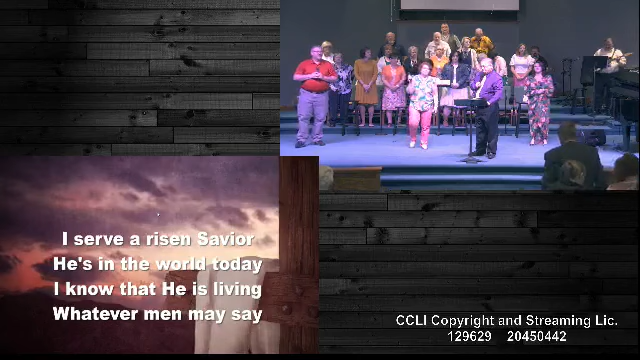 I serve a risen Savior
He's in the world today
I know that He is living
Whatever men may say
CCLI Copyright and Streaming Lic.
129629 20450442